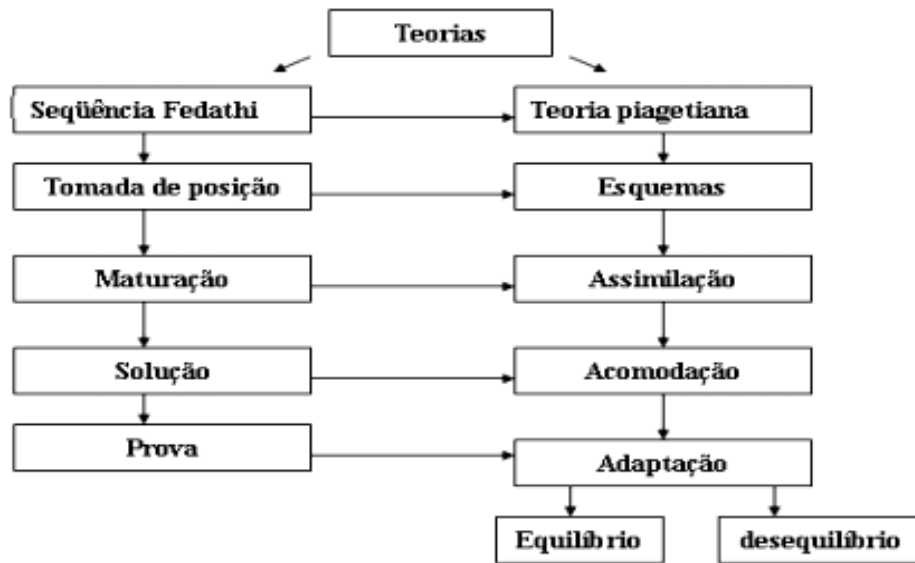 Teorias
Seqüência Fedathi
Teoria piagetiana
Tomada de posição
Esquemas
Maturação
Assimilação
Solução
Acomodação
Prova
Adaptação
Equilíbrio
desequilíbrio